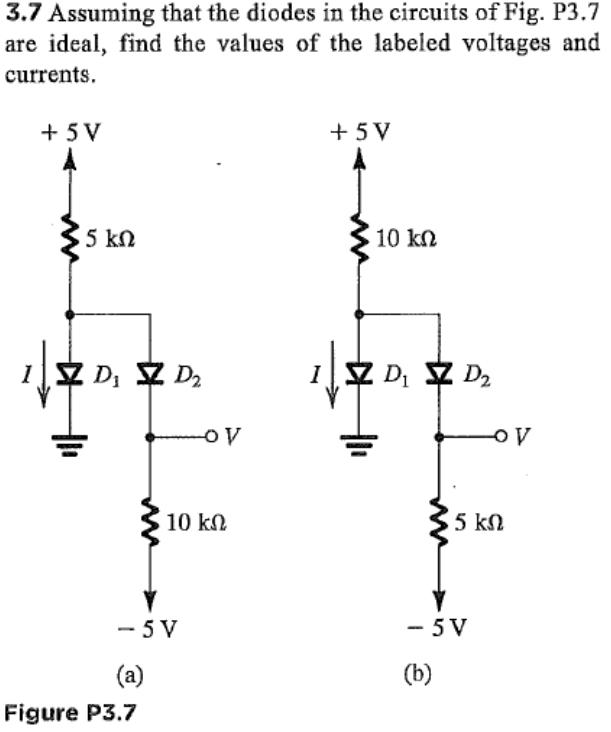 3.7 Assuming that the diodes in the circuits of Fig. P3.7
are ideal, find the values of the labeled voltages and
currents.
+ 5 V
5 kΩ
I
D₁
D₂
V
10 kΩ
− 5 V
(a)
+ 5 V
10 kΩ
I
D₁
D₂
V
5 kΩ
− 5 V
(b)
Figure P3.7